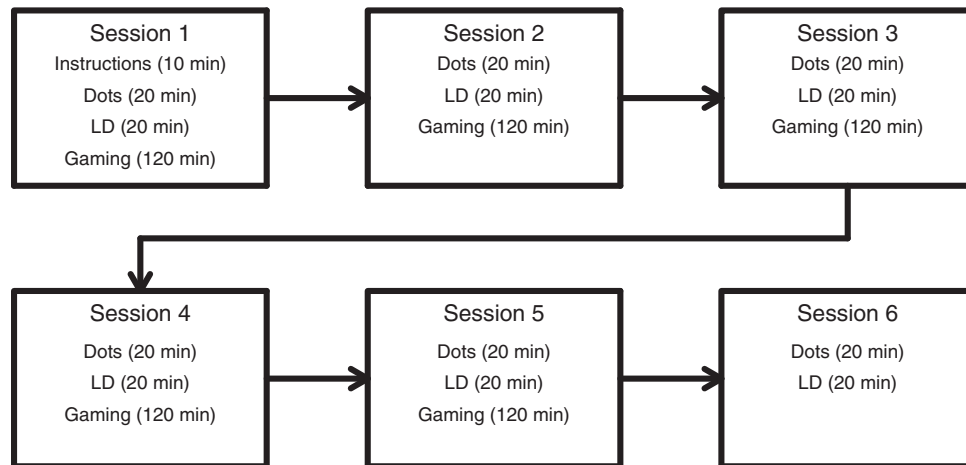 Session 1
Instructions (10 min)
Dots (20 min)
LD (20 min)
Gaming (120 min)
Session 2
Dots (20 min)
LD (20 min)
Gaming (120 min)
Session 3
Dots (20 min)
LD (20 min)
Gaming (120 min)
Session 4
Dots (20 min)
LD (20 min)
Gaming (120 min)
Session 5
Dots (20 min)
LD (20 min)
Gaming (120 min)
Session 6
Dots (20 min)
LD (20 min)